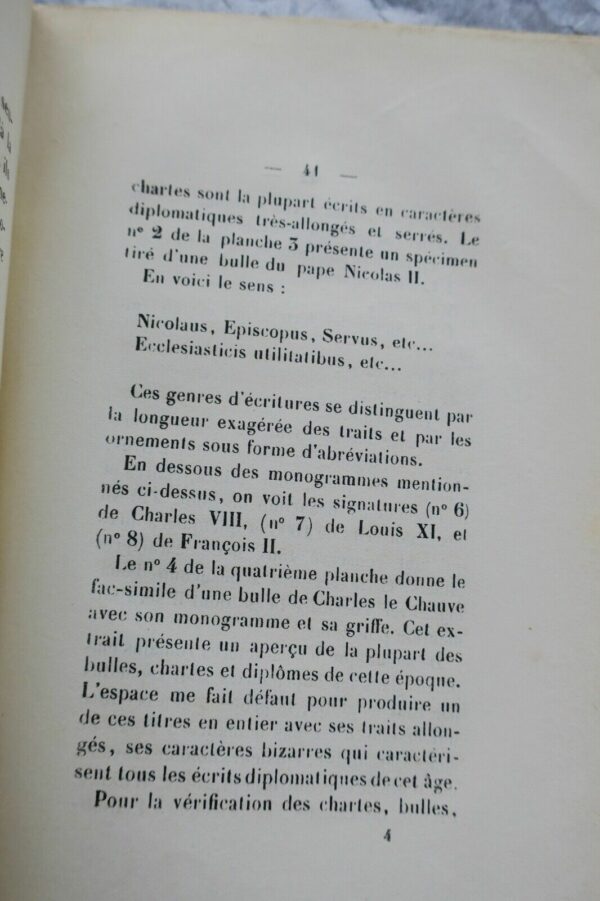 — 41 —
chartes sont la plupart écrits en caractères
diplomatiques très-allongés et serrés. Le
n° 2 de la planche 3 présente un spécimen
tiré d'une bulle du pape Nicolas II.
En voici le sens :
Nicolaus, Episcopus, Servus, etc...
Ecclesiasticis utilitatibus, etc...
Ces genres d'écritures se distinguent par
la longueur exagérée des traits et par les
ornements sous forme d'abréviations.
En dessous des monogrammes mention-
nés ci-dessus, on voit les signatures (n° 6)
de Charles VIII, (n° 7) de Louis XI, et
(n° 8) de François II.
Le n° 4 de la quatrième planche donne le
fac-simile d'une bulle de Charles le Chauve
avec son monogramme et sa griffe. Cet ex-
trait présente un aperçu de la plupart des
bulles, chartes et diplômes de cette époque.
L'espace me fait défaut pour produire un
de ces titres en entier avec ses traits allon-
gés, ses caractères bizarres qui caractéri-
sent tous les écrits diplomatiques de cet âge.
Pour la vérification des chartes, bulles,
4